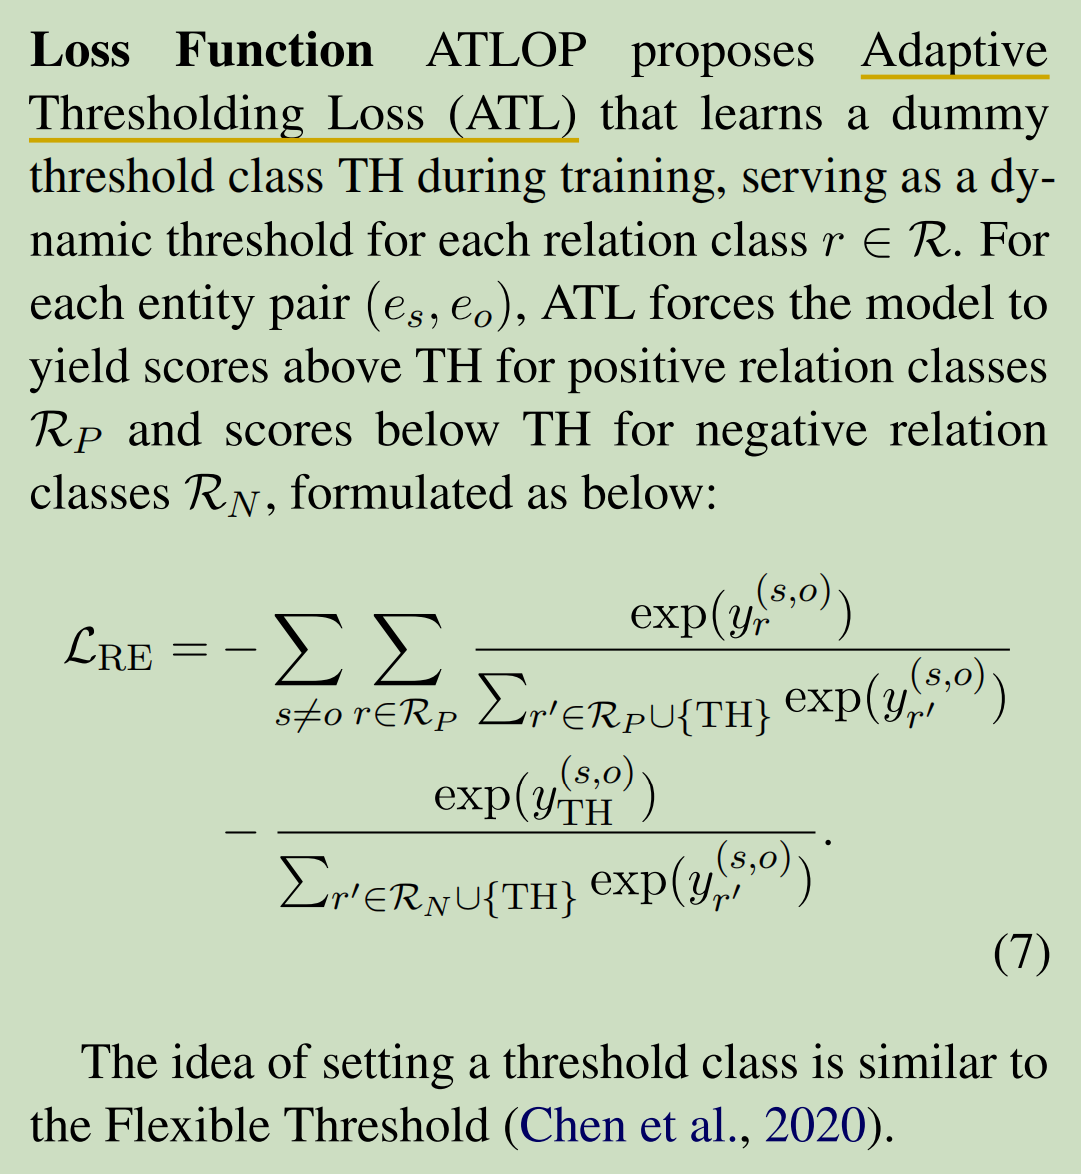 Loss Function ATLOP proposes Adaptive
Thresholding Loss (ATL) that learns a dummy
threshold class TH during training, serving as a dy-
namic threshold for each relation class $r \in \mathcal{R}$. For
each entity pair $(e_s, e_o)$, ATL forces the model to
yield scores above TH for positive relation classes
$\mathcal{R}_P$ and scores below TH for negative relation
classes $\mathcal{R}_N$, formulated as below:
$\mathcal{L}_{\mathrm{RE}} = -\sum_{s \neq o} \sum_{r \in \mathcal{R}_P} \frac{\exp(y_r^{(s,o)})}{\sum_{r' \in \mathcal{R}_P \cup \{\mathrm{TH}\}} \exp(y_{r'}^{(s,o)})}$
$- \frac{\exp(y_{\mathrm{TH}}^{(s,o)})}{\sum_{r' \in \mathcal{R}_N \cup \{\mathrm{TH}\}} \exp(y_{r'}^{(s,o)})}.$
(7)
The idea of setting a threshold class is similar to
the Flexible Threshold (Chen et al., 2020).